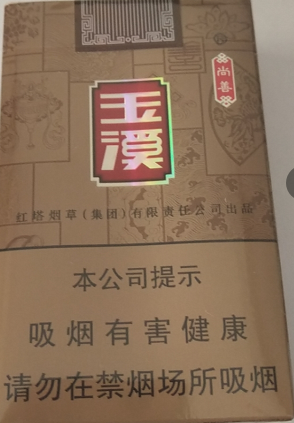 尚善
玉溪
红塔烟草(集团)有限责任公司出品
本公司提示
吸烟有害健康
请勿在禁烟场所吸烟